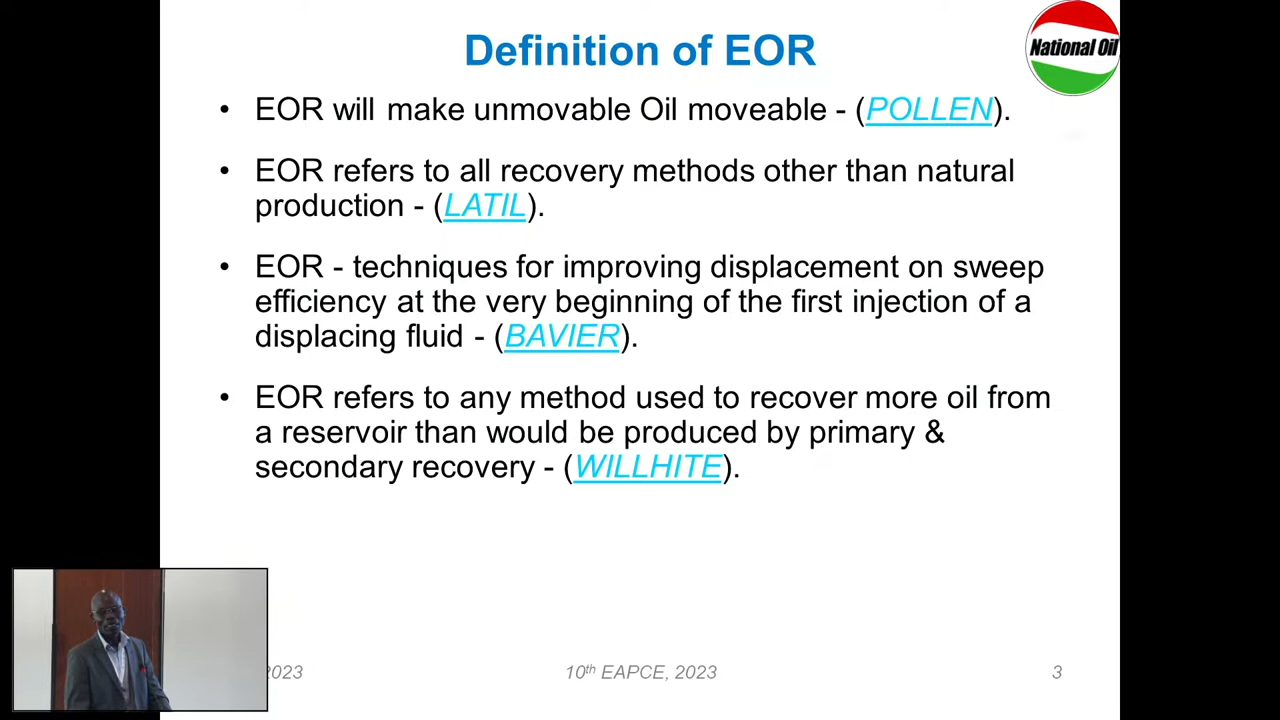 Definition of EOR
National Oil
• EOR will make unmovable Oil moveable - (POLLEN).
• EOR refers to all recovery methods other than natural
production - (LATIL).
• EOR - techniques for improving displacement on sweep
efficiency at the very beginning of the first injection of a
displacing fluid - (BAVIER).
• EOR refers to any method used to recover more oil from
a reservoir than would be produced by primary &
secondary recovery - (WILLHITE).
2023
10th EAPCE, 2023
3